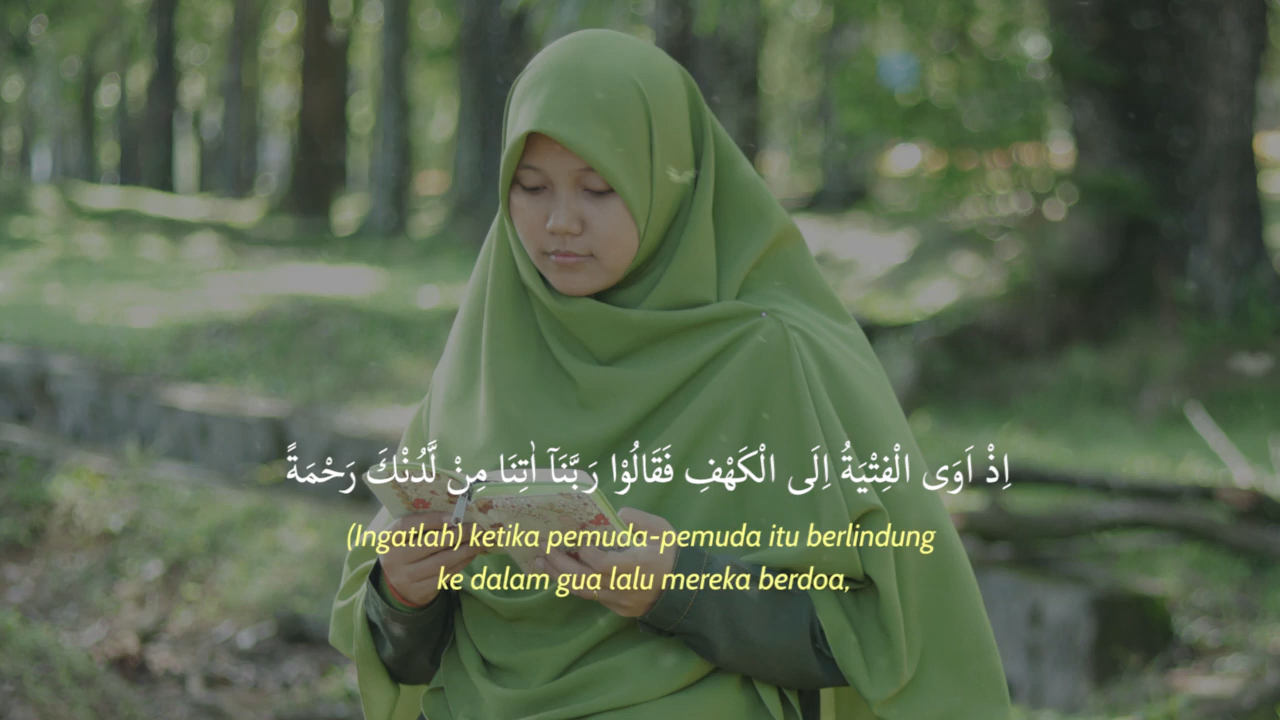 اِذْ اَوَى الْفِتْيَةُ اِلَى الْكَهْفِ فَقَالُوْا رَبَّنَآ اٰتِنَا مِنْ لَّدُنْكَ رَحْمَةً
(Ingatlah) ketika pemuda-pemuda itu berlindung
ke dalam gua lalu mereka berdoa,